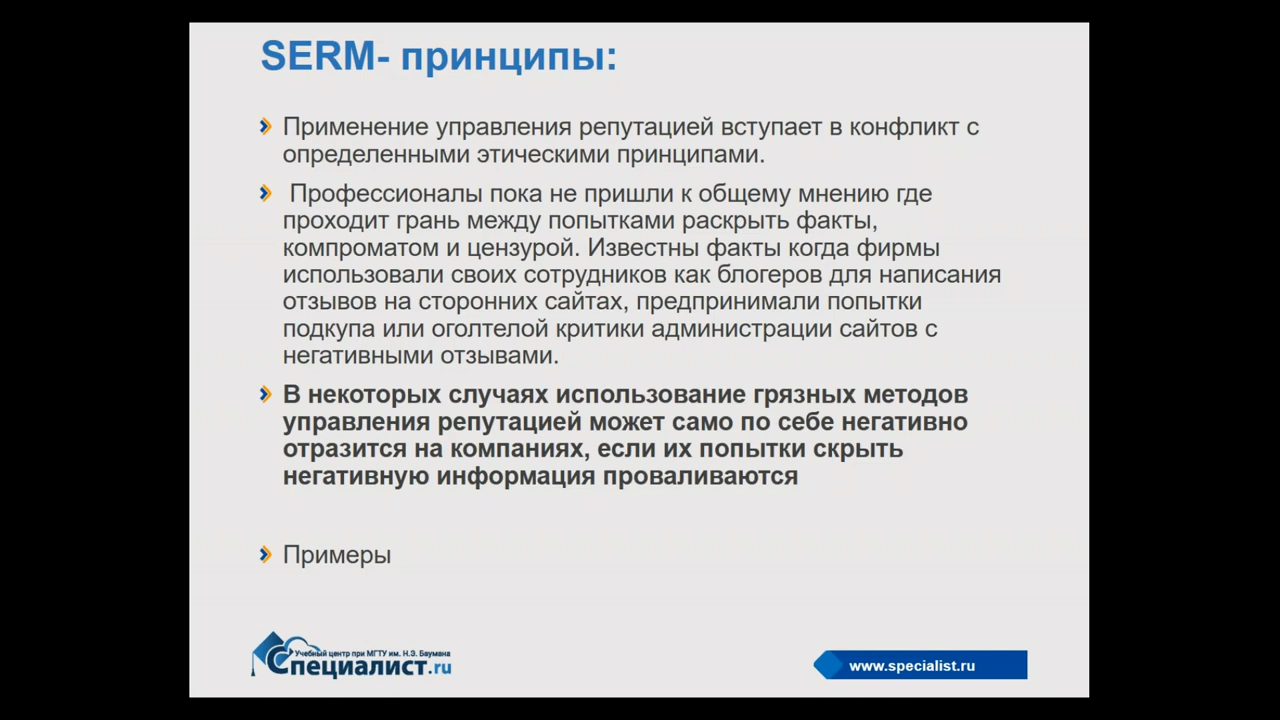 SERM- принципы:
Применение управления репутацией вступает в конфликт с
определенными этическими принципами.
Профессионалы пока не пришли к общему мнению где
проходит грань между попытками раскрыть факты,
компроматом и цензурой. Известны факты когда фирмы
использовали своих сотрудников как блогеров для написания
отзывов на сторонних сайтах, предпринимали попытки
подкупа или оголтелой критики администрации сайтов с
негативными отзывами.
В некоторых случаях использование грязных методов
управления репутацией может само по себе негативно
отразится на компаниях, если их попытки скрыть
негативную информация проваливаются
Примеры
Учебный центр при МГТУ им. Н.Э. Баумана
Специалист.ru
www.specialist.ru